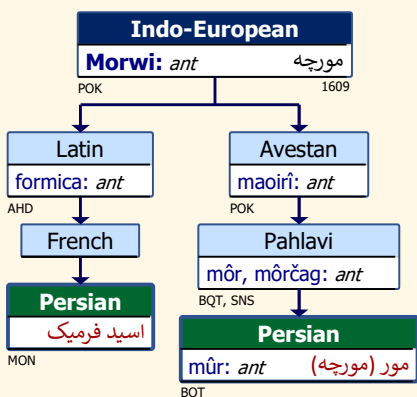 Indo-European
Morwi: ant مورچه
POK 1609
Latin
formica: ant
AHD
French
Persian
اسید فرمیک
MON
Avestan
maoirî: ant
POK
Pahlavi
môr, môrčag: ant
BQT, SNS
Persian
mûr: ant مور (مورچه)
BQT